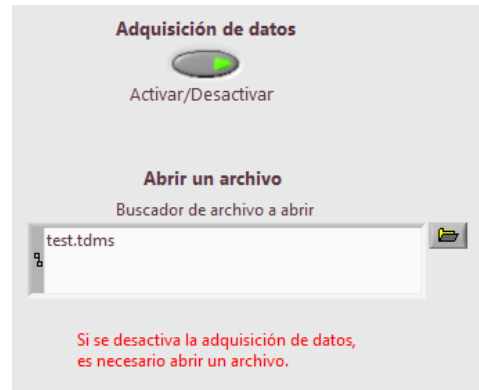 Adquisición de datos
Activar/Desactivar
Abrir un archivo
Buscador de archivo a abrir
test.tdms
Si se desactiva la adquisición de datos,
es necesario abrir un archivo.